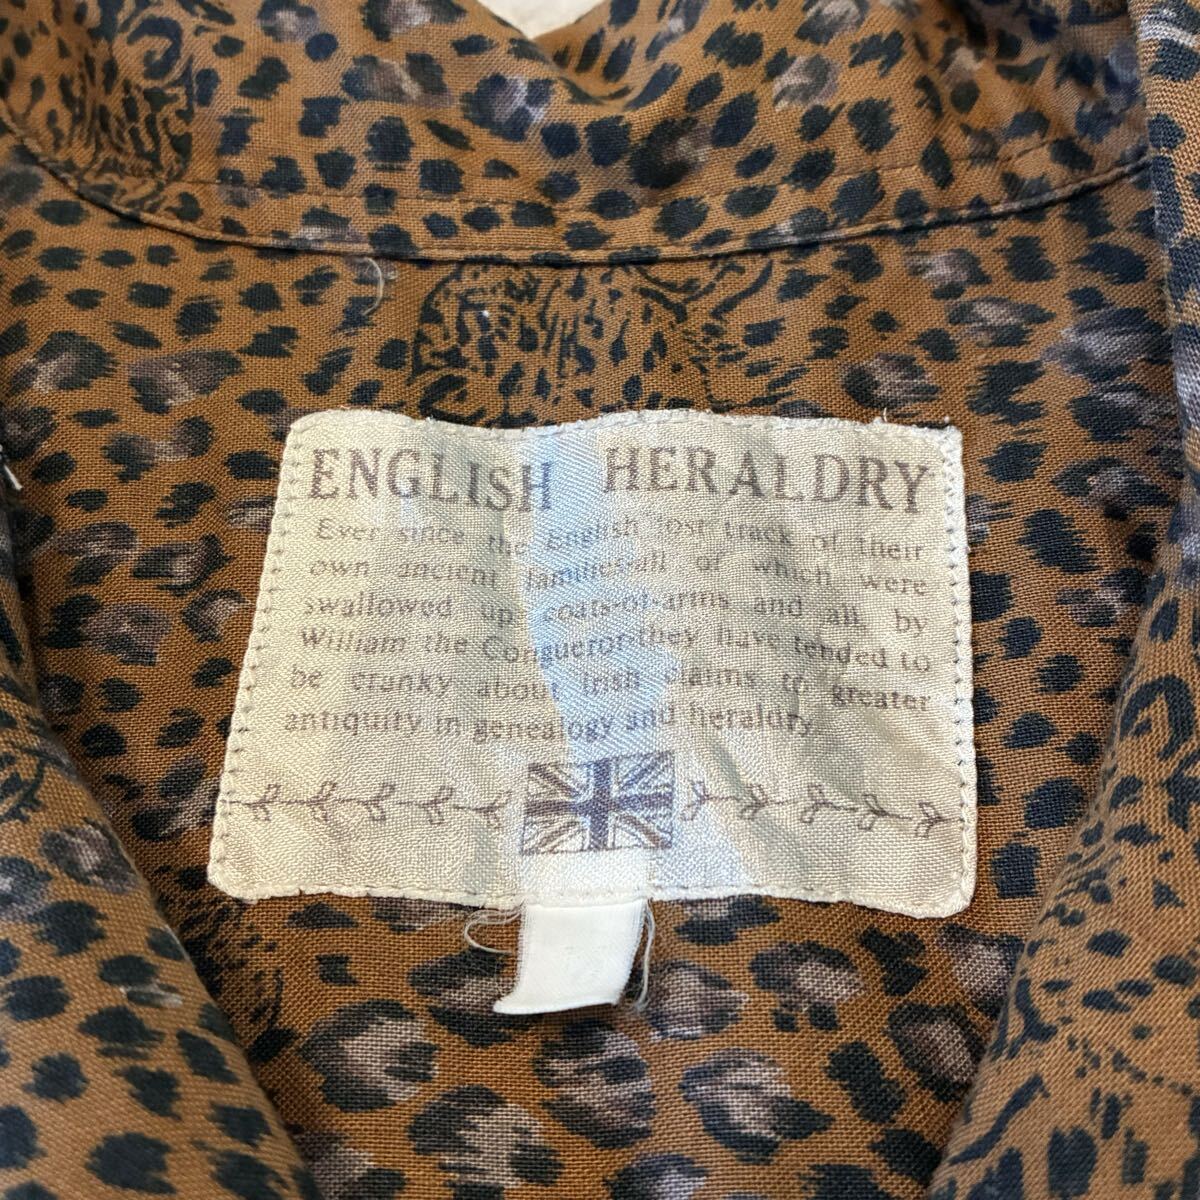 ENGLISH HERALDRY
Ever since the English lost track of their
own ancient families-all of which were
swallowed up, coats-of-arms and all, by
William the Congueror-they have tended to
be cranky about Irish claims to greater
antiquity in genealogy and heraldry.